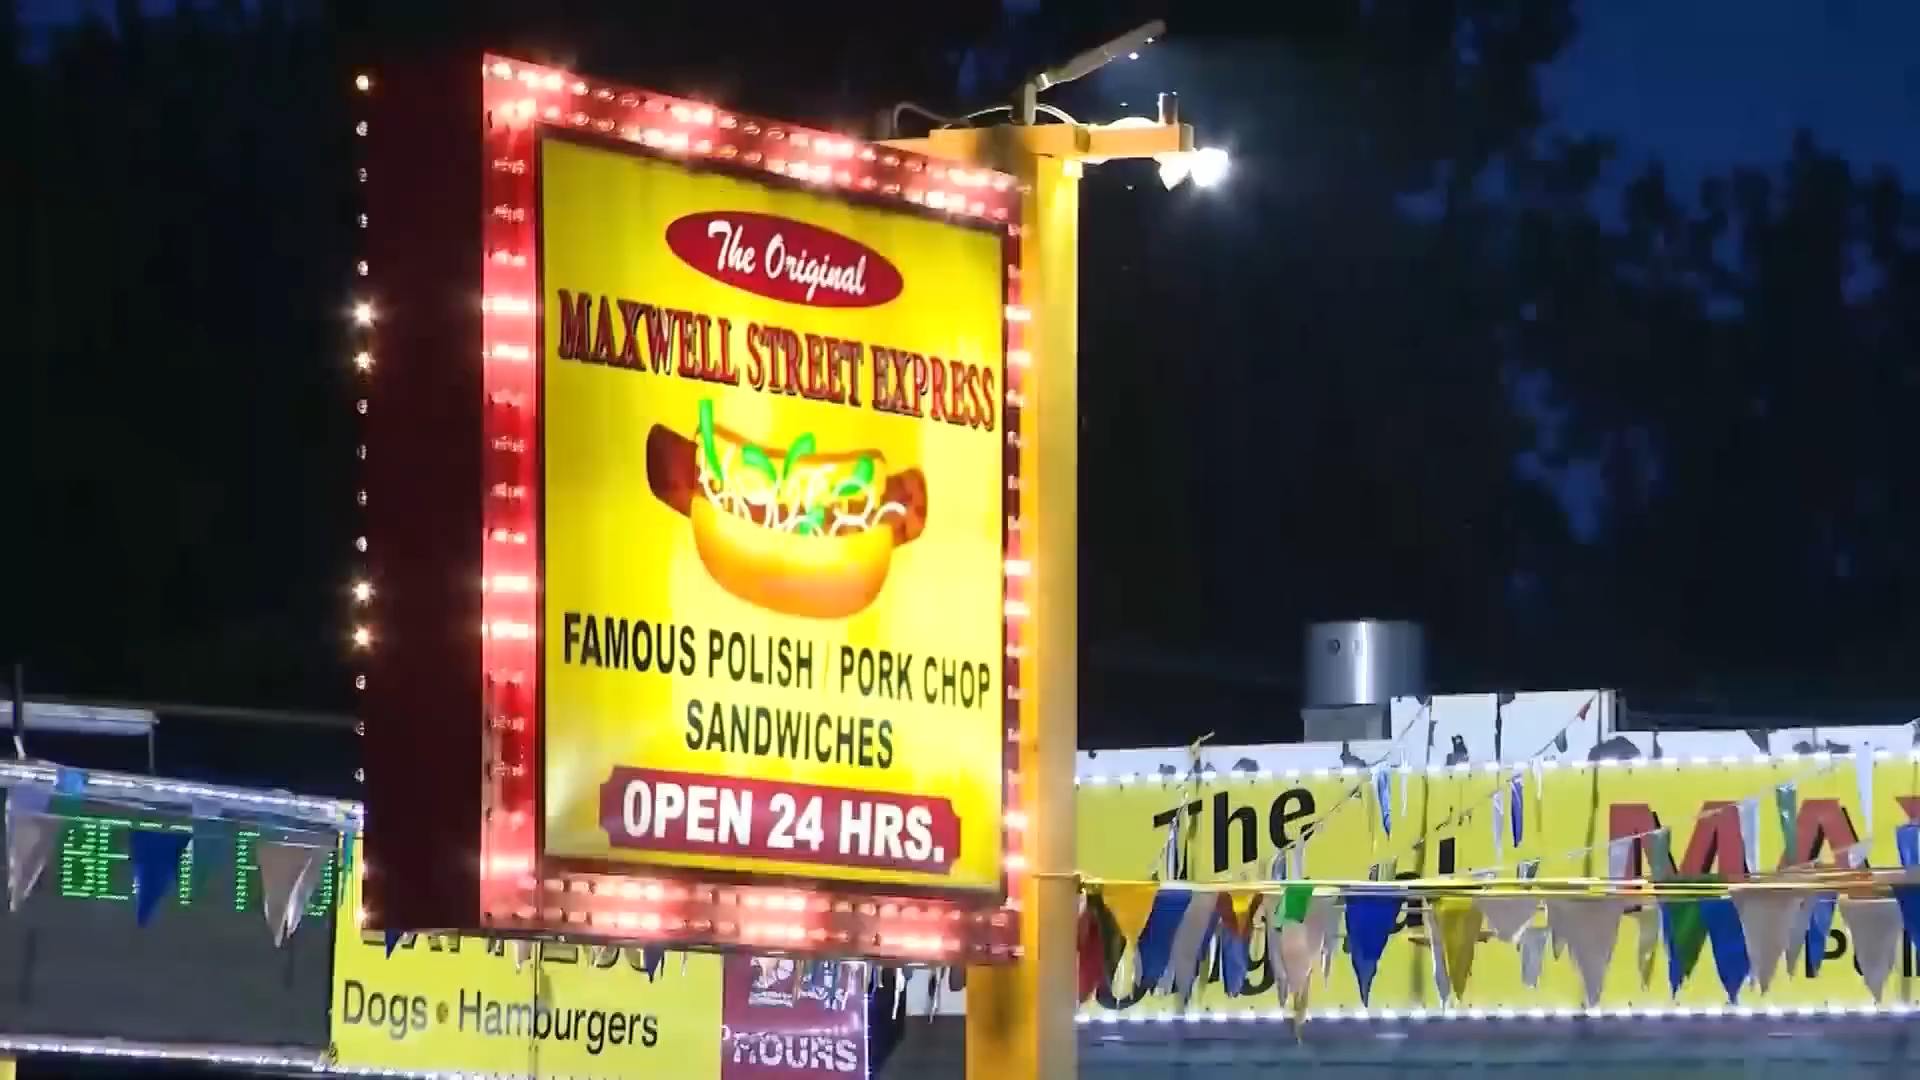 The Original
MAXWELL STREET EXPRESS
FAMOUS POLISH / PORK CHOP
SANDWICHES
OPEN 24 HRS.
The
Dogs • Hamburgers
HOURS